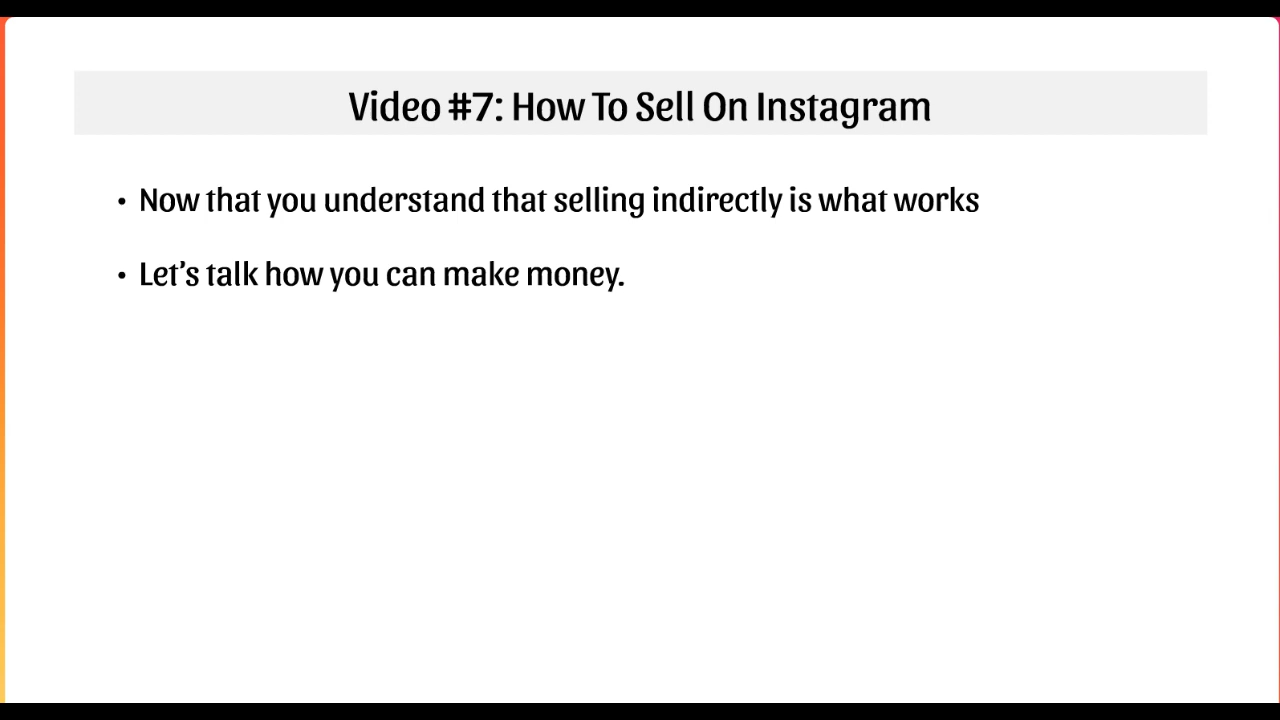 Video #7: How To Sell On Instagram
• Now that you understand that selling indirectly is what works
• Let’s talk how you can make money.